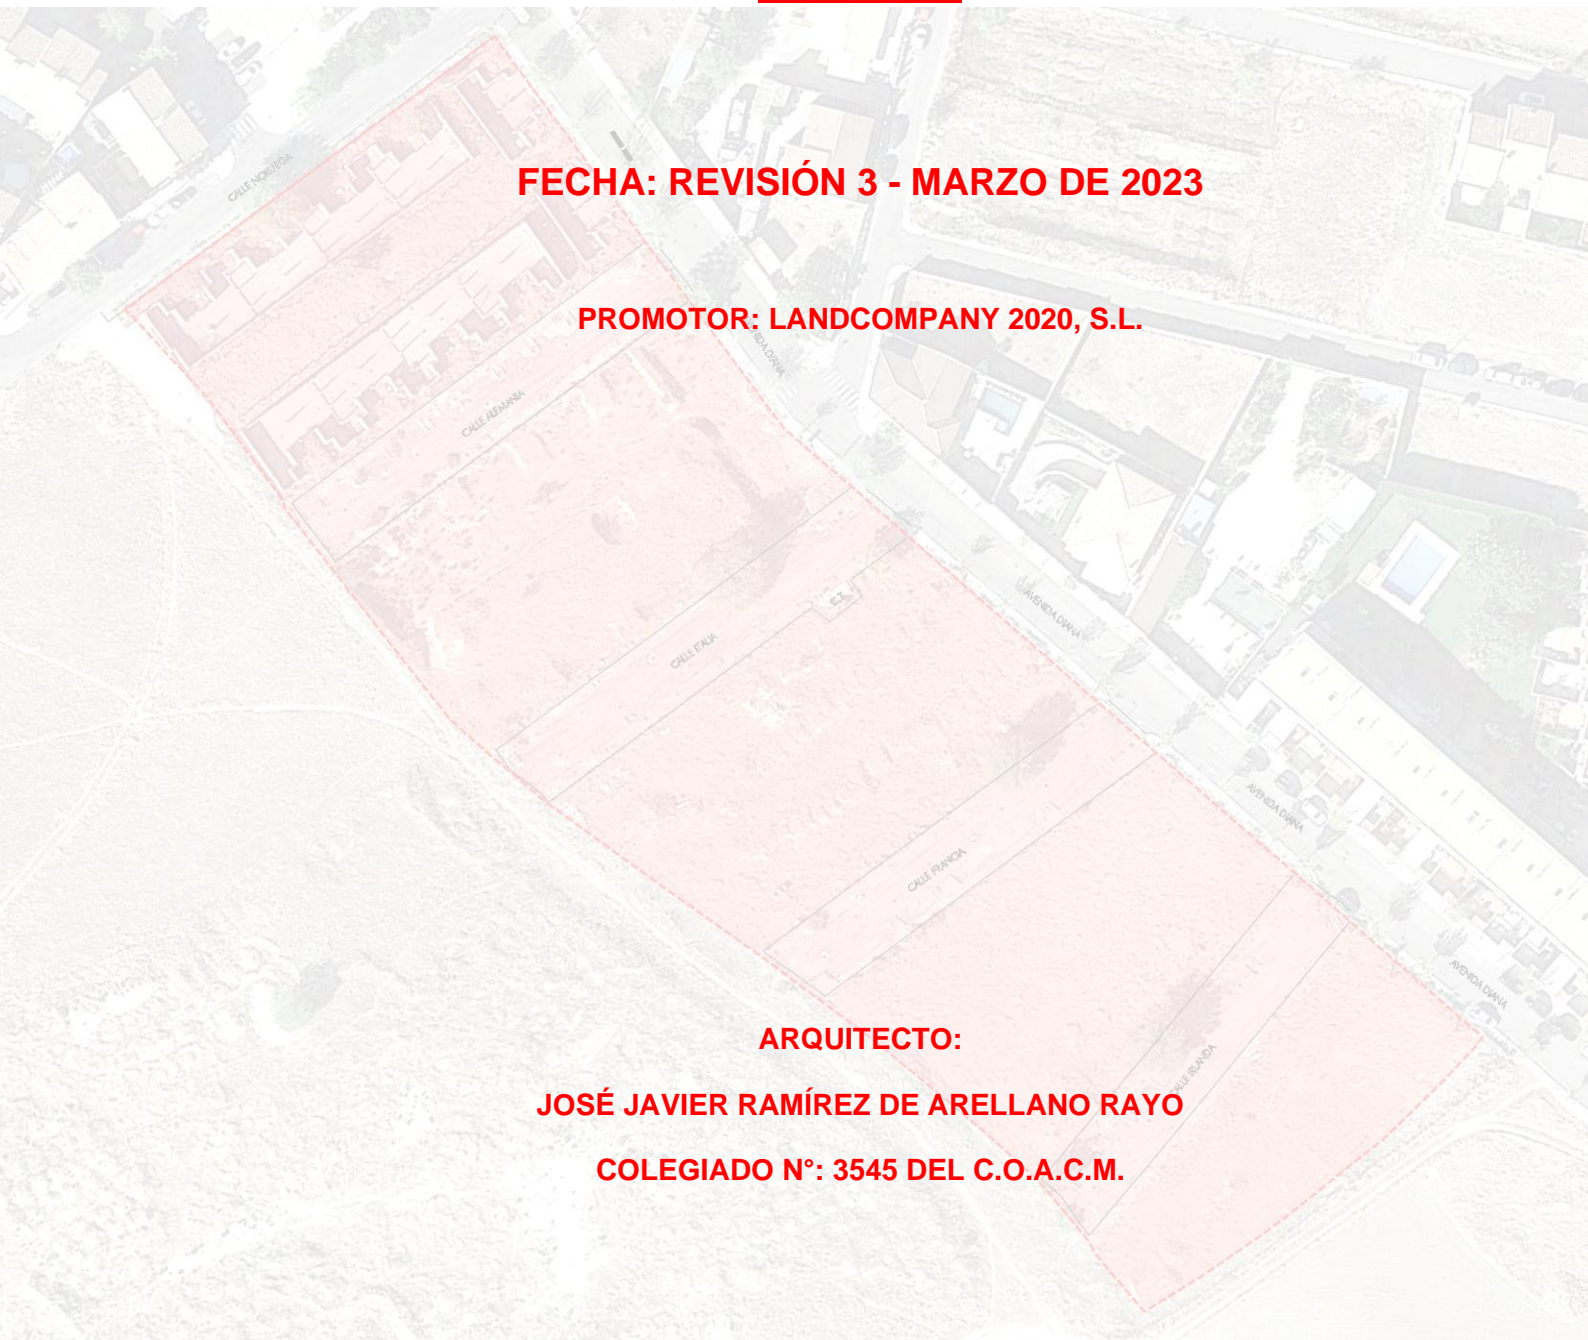 FECHA: REVISIÓN 3 - MARZO DE 2023
CALLE NORUEGA
PROMOTOR: LANDCOMPANY 2020, S.L.
DIANA
CALLE ALEMANIA
AVENIDA DIANA
C.T.
CALLE ITALIA
AVENIDA DIANA
CALLE FRANCIA
AVENIDA DIANA
ARQUITECTO:
CALLE IRLANDA
JOSÉ JAVIER RAMÍREZ DE ARELLANO RAYO
COLEGIADO N°: 3545 DEL C.O.A.C.M.